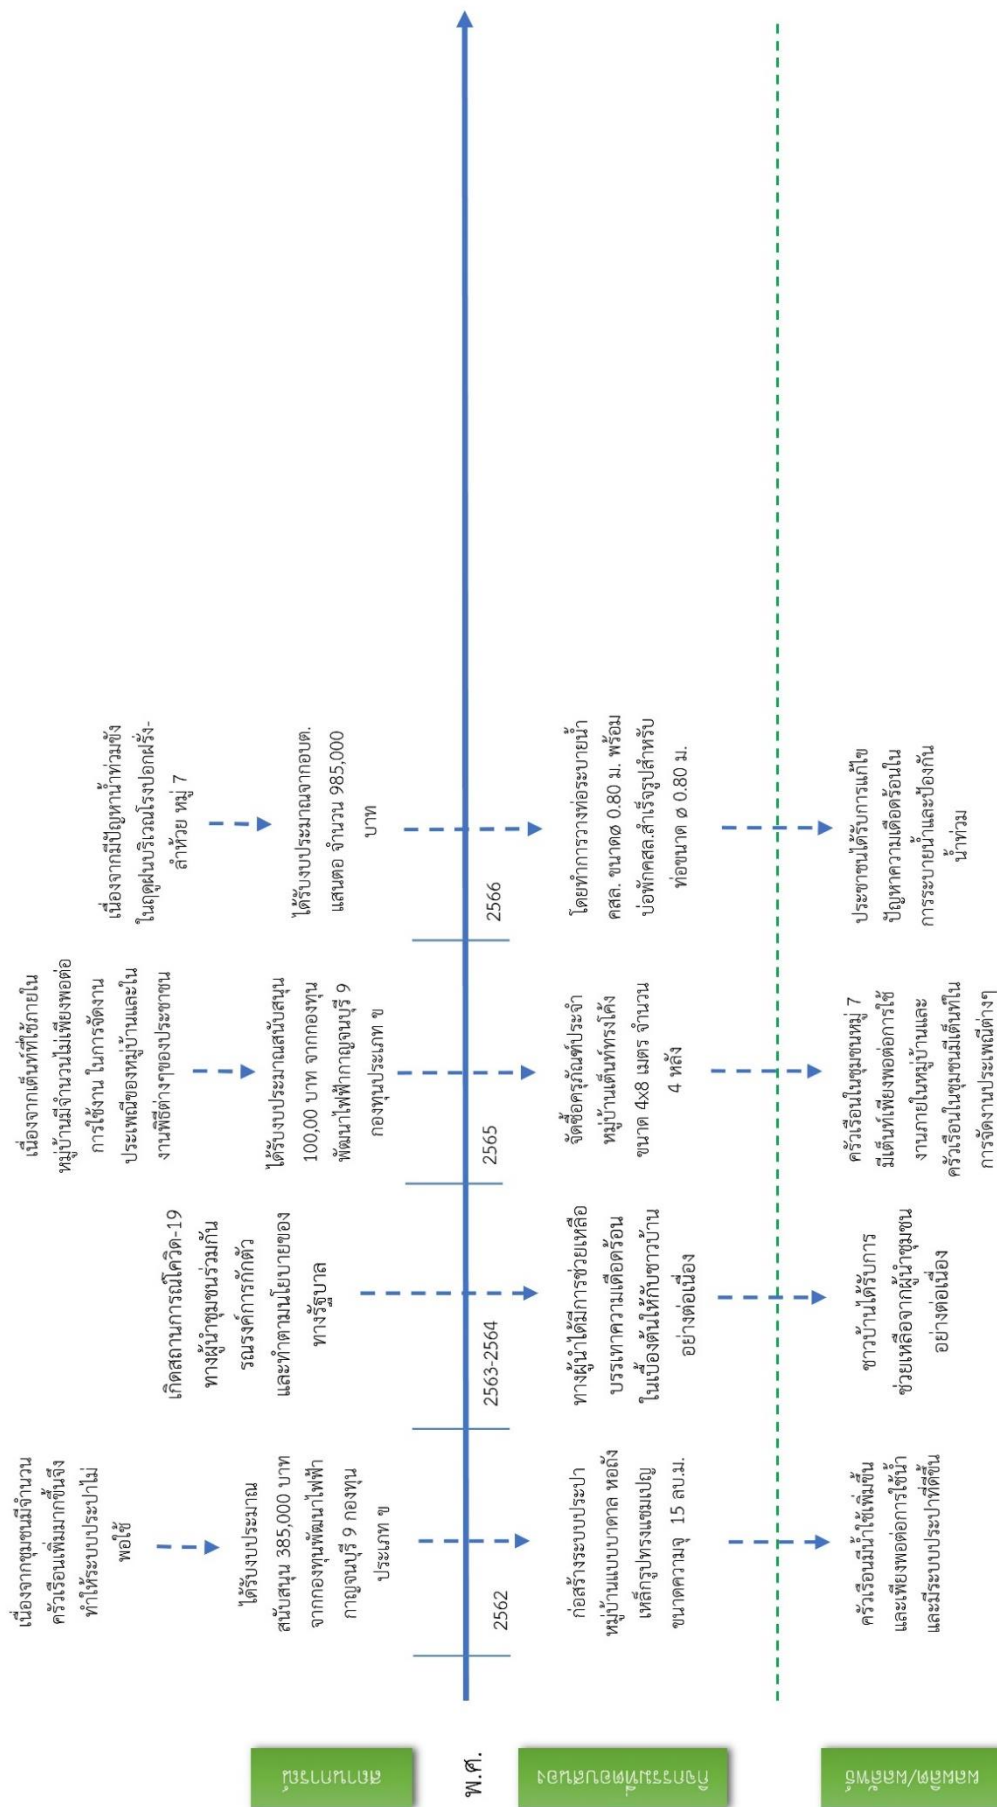 สถานการณ์
เนื่องจากชุมชนมีจำนวน
ครัวเรือนเพิ่มมากขึ้นจึง
ทำให้ระบบประปาไม่
พอใช้
ได้รับงบประมาณ
สนับสนุน 385,000 บาท
จากกองทุนพัฒนาไฟฟ้า
กาญจนบุรี 9 กองทุน
ประเภท ข
เกิดสถานการณ์โควิด-19
ทางผู้นำชุมชนร่วมกัน
รณรงค์การกักตัว
และทำตามนโยบายของ
ทางรัฐบาล
เนื่องจากเต็นท์ที่ใช้ภายใน
หมู่บ้านมีจำนวนไม่เพียงพอต่อ
การใช้งาน ในการจัดงาน
ประเพณีของหมู่บ้านและใน
งานพิธีต่างๆของประชาชน
ได้รับงบประมาณสนับสนุน
100,00 บาท จากกองทุน
พัฒนาไฟฟ้ากาญจนบุรี 9
กองทุนประเภท ข
เนื่องจากมีปัญหาน้ำท่วมขัง
ในฤดูฝนบริเวณโรงปอกฝรั่ง-
ลำห้วย หมู่ 7
ได้รับงบประมาณจากอบต.
แสนตอ จำนวน 985,000
บาท
พ.ศ.
2562
2563-2564
2565
2566
กิจกรรมที่ตอบสนอง
ก่อสร้างระบบประปา
หมู่บ้านแบบบาดาล หอถัง
เหล็กรูปทรงแชมเปญ
ขนาดความจุ 15 ลบ.ม.
ทางผู้นำได้มีการช่วยเหลือ
บรรเทาความเดือดร้อน
ในเบื้องต้นให้กับชาวบ้าน
อย่างต่อเนื่อง
จัดซื้อครุภัณฑ์ประจำ
หมู่บ้านเต็นท์ทรงโค้ง
ขนาด 4x8 เมตร จำนวน
4 หลัง
โดยทำการวางท่อระบายน้ำ
คสล. ขนาดø 0.80 ม. พร้อม
บ่อพักคสล.สำเร็จรูปสำหรับ
ท่อขนาด ø 0.80 ม.
ผลผลิต/ผลลัพธ์
ครัวเรือนมีน้ำใช้เพิ่มขึ้น
และเพียงพอต่อการใช้น้ำ
และมีระบบประปาที่ดีขึ้น
ชาวบ้านได้รับการ
ช่วยเหลือจากผู้นำชุมชน
อย่างต่อเนื่อง
ครัวเรือนในชุมชนหมู่ 7
มีเต็นท์เพียงพอต่อการใช้
งานภายในหมู่บ้านและ
ครัวเรือนในชุมชนมีเต็นท์ใน
การจัดงานประเพณีต่างๆ
ประชาชนได้รับการแก้ไข
ปัญหาความเดือดร้อนใน
การระบายน้ำและป้องกัน
น้ำท่วม